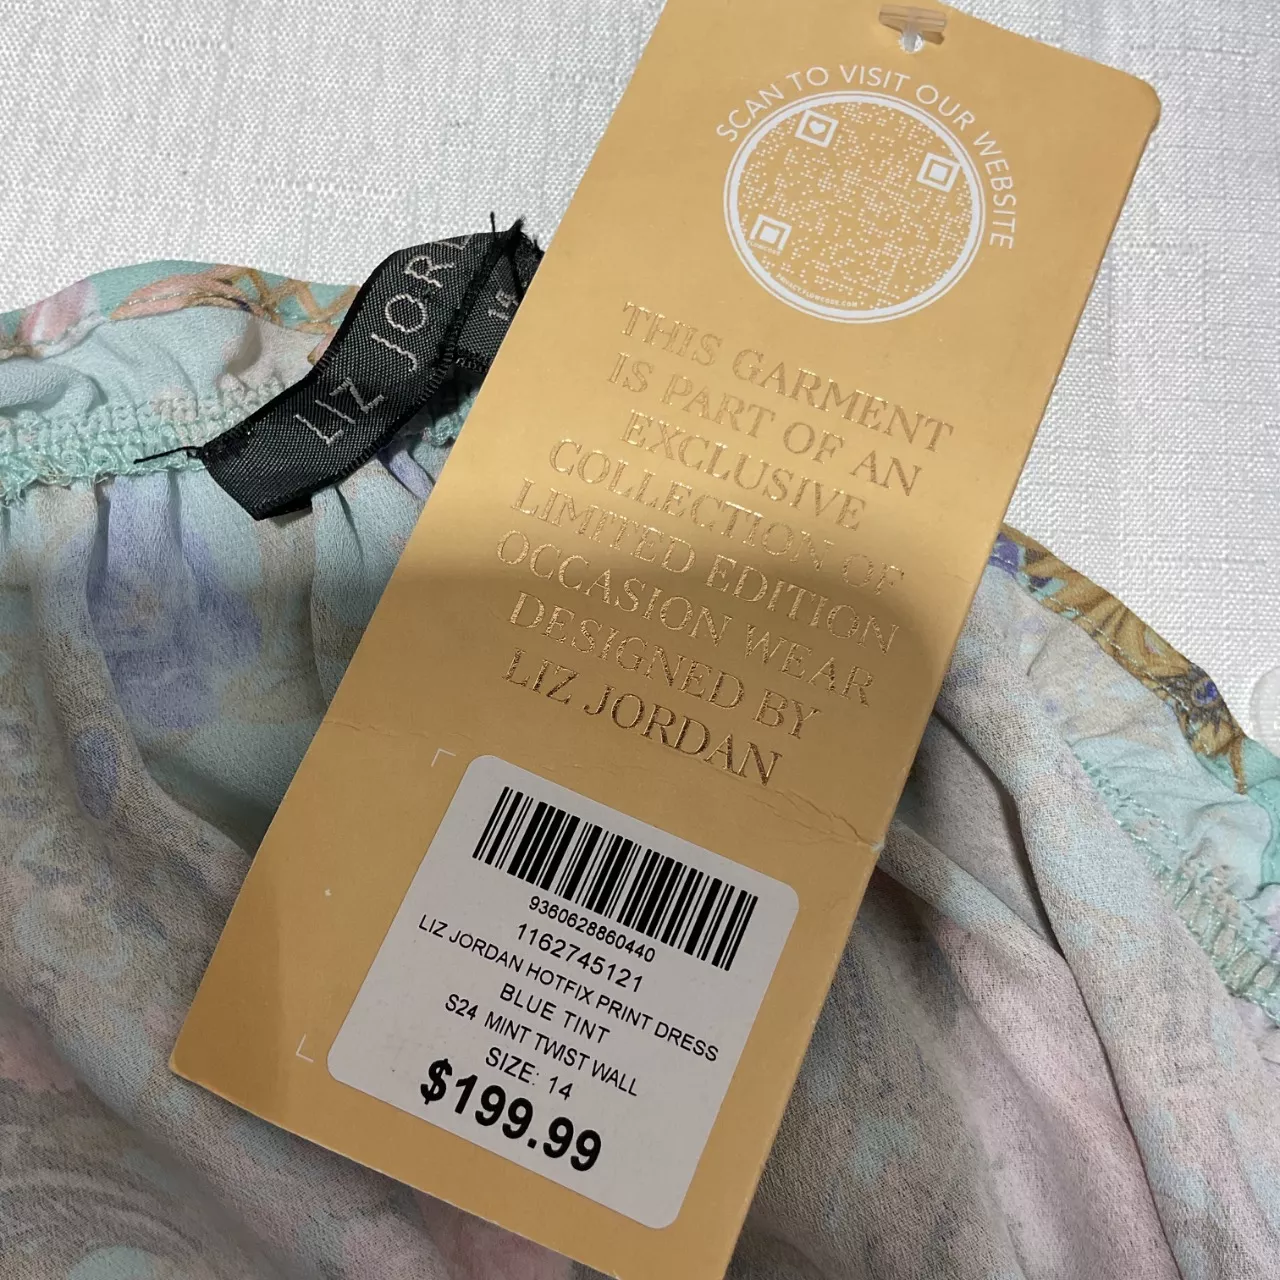 SCAN TO VISIT OUR WEBSITE
THIS GARMENT
IS PART OF AN
EXCLUSIVE
COLLECTION OF
LIMITED EDITION
OCCASION WEAR
DESIGNED BY
LIZ JORDAN
9360628860440
1162745121
LIZ JORDAN HOTFIX PRINT DRESS
BLUE TINT
S24 MINT TWIST WALL
SIZE: 14
$199.99
LIZ JOR